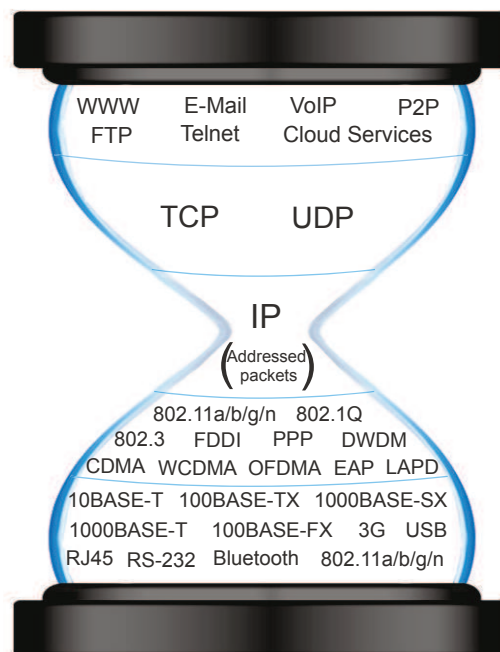 WWW E-Mail VoIP P2P
FTP Telnet Cloud Services
TCP UDP
IP
(Addressed
packets)
802.11a/b/g/n 802.1Q
802.3 FDDI PPP DWDM
CDMA WCDMA OFDMA EAP LAPD
10BASE-T 100BASE-TX 1000BASE-SX
1000BASE-T 100BASE-FX 3G USB
RJ45 RS-232 Bluetooth 802.11a/b/g/n